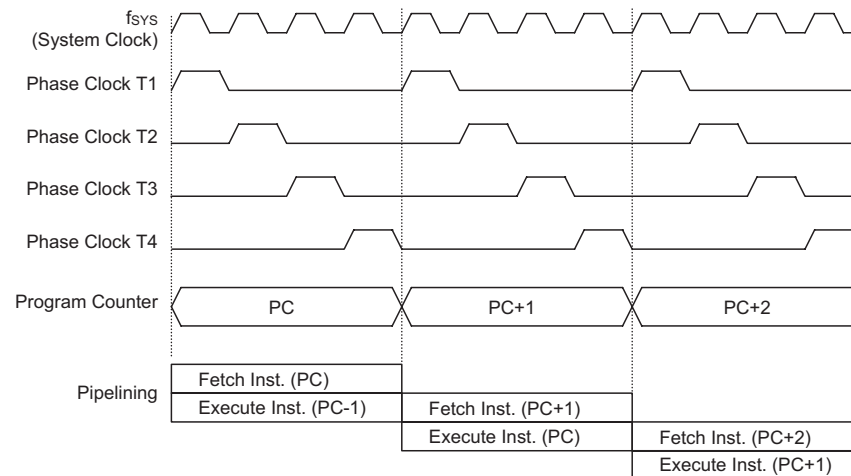 fSYS
(System Clock)
Phase Clock T1
Phase Clock T2
Phase Clock T3
Phase Clock T4
Program Counter
PC
PC+1
PC+2
Pipelining
Fetch Inst. (PC)
Execute Inst. (PC-1)
Fetch Inst. (PC+1)
Execute Inst. (PC)
Fetch Inst. (PC+2)
Execute Inst. (PC+1)